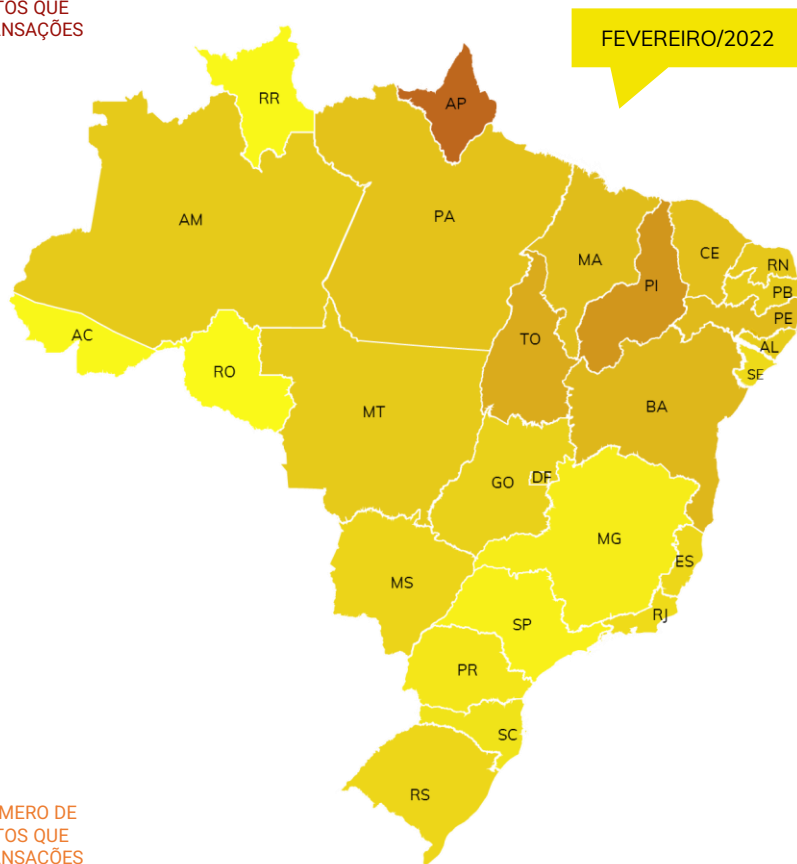 TOS QUE
NSAÇÕES
FEVEREIRO/2022
RR
AP
AM
PA
MA
CE
RN
PI
PB
PE
AC
TO
AL
RO
SE
MT
BA
GO
DF
MG
ES
MS
RJ
SP
PR
SC
RS
MERO DE
TOS QUE
NSAÇÕES